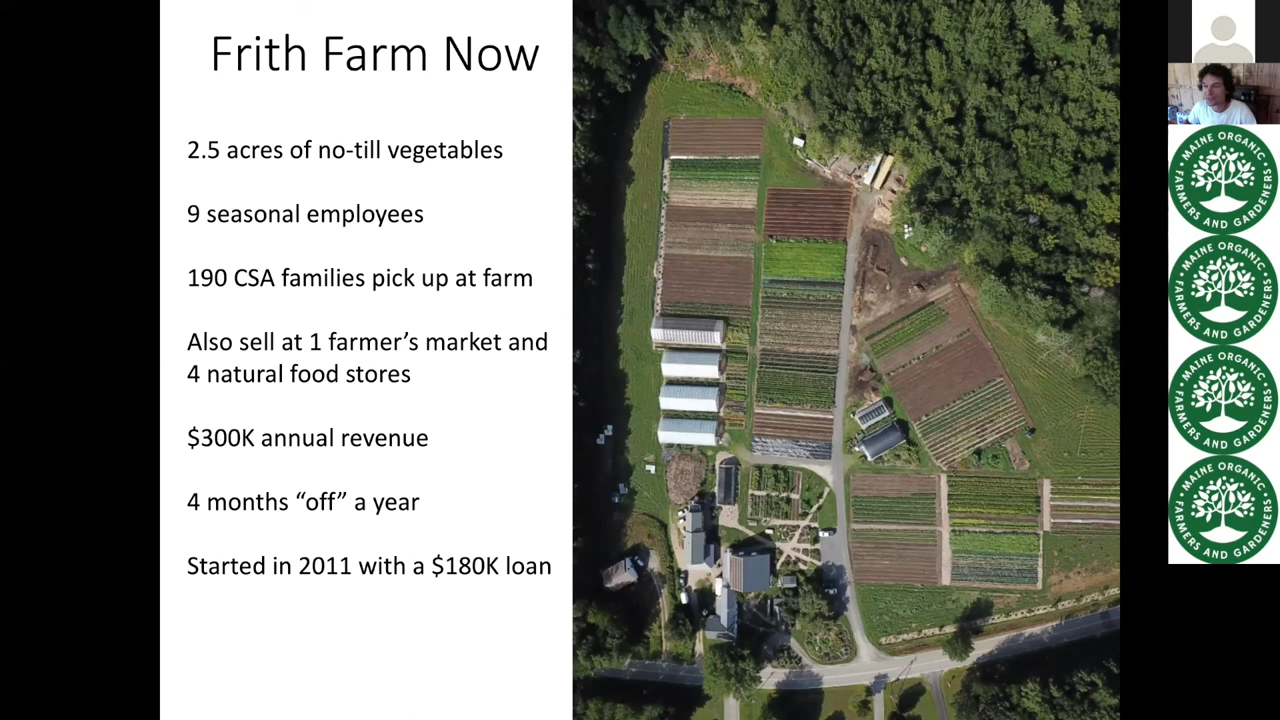 Frith Farm Now
2.5 acres of no-till vegetables
9 seasonal employees
190 CSA families pick up at farm
Also sell at 1 farmer’s market and
4 natural food stores
$300K annual revenue
4 months “off” a year
Started in 2011 with a $180K loan
MAINE ORGANIC
FARMERS AND GARDENERS
MAINE ORGANIC
FARMERS AND GARDENERS
MAINE ORGANIC
FARMERS AND GARDENERS
MAINE ORGANIC
FARMERS AND GARDENERS